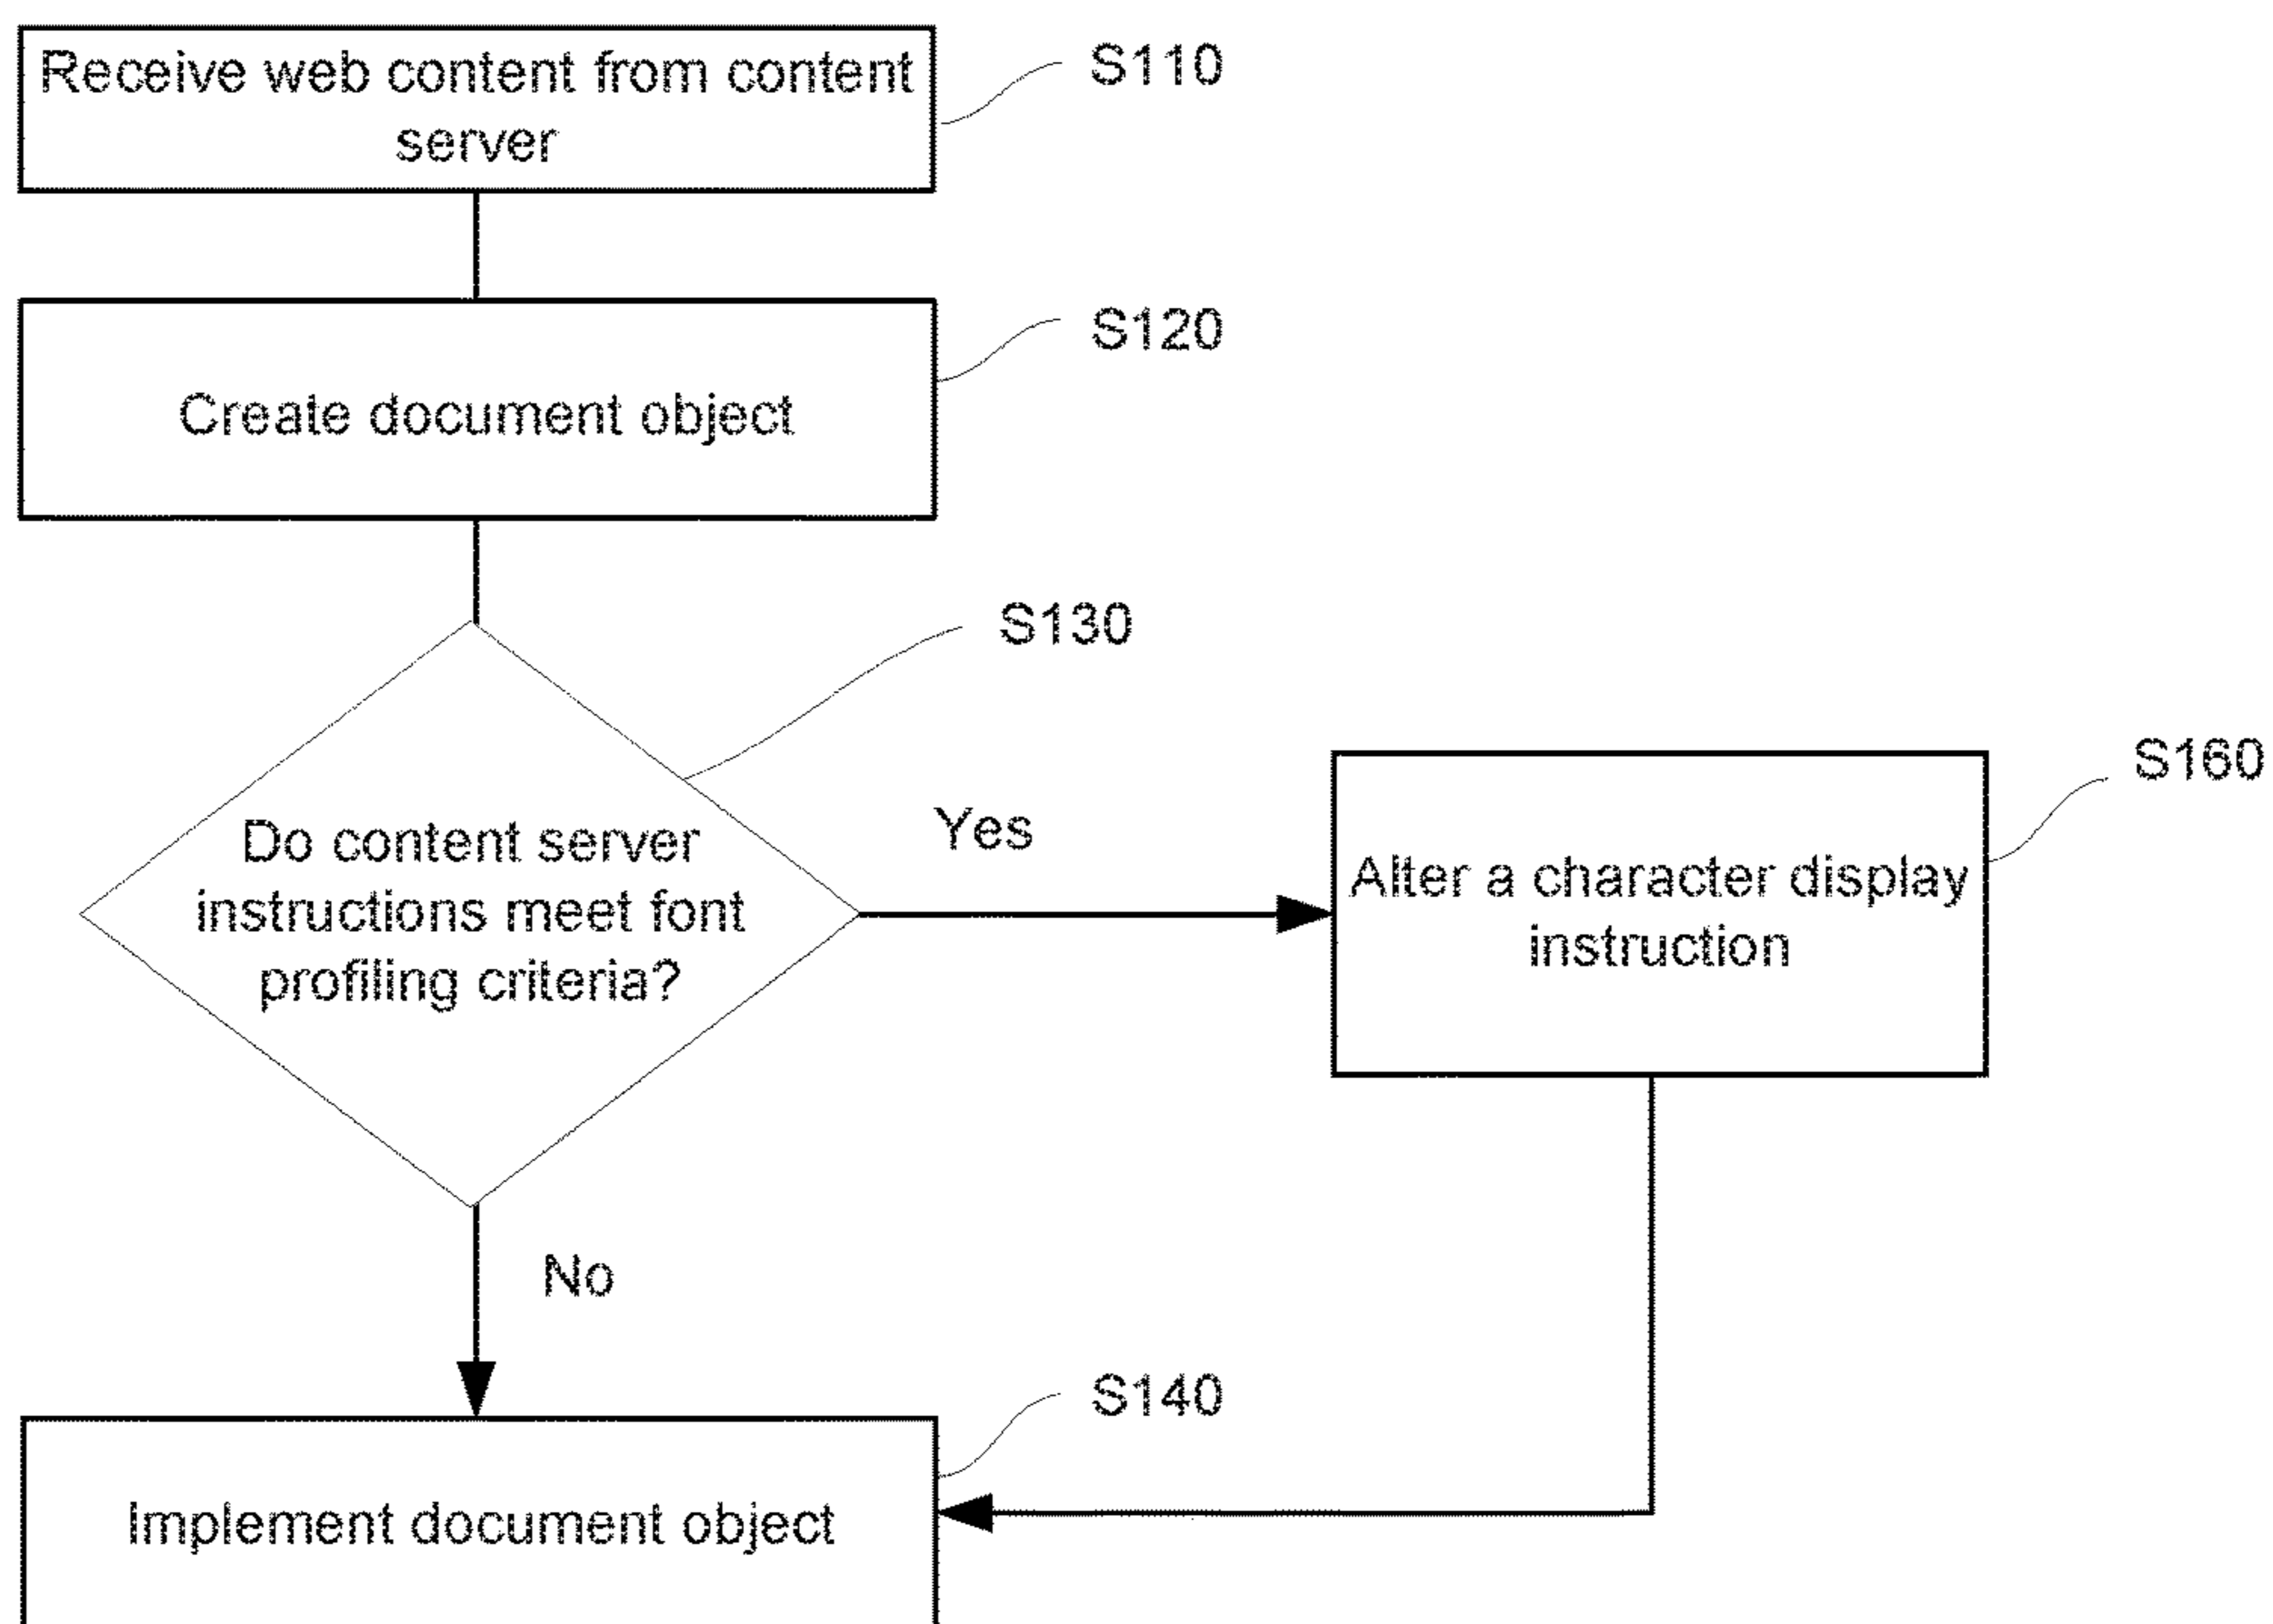 Receive web content from content
server
S110
Create document object
S120
S130
Do content server
instructions meet font
profiling criteria?
Yes
Alter a character display
instruction
S160
No
S140
Implement document object